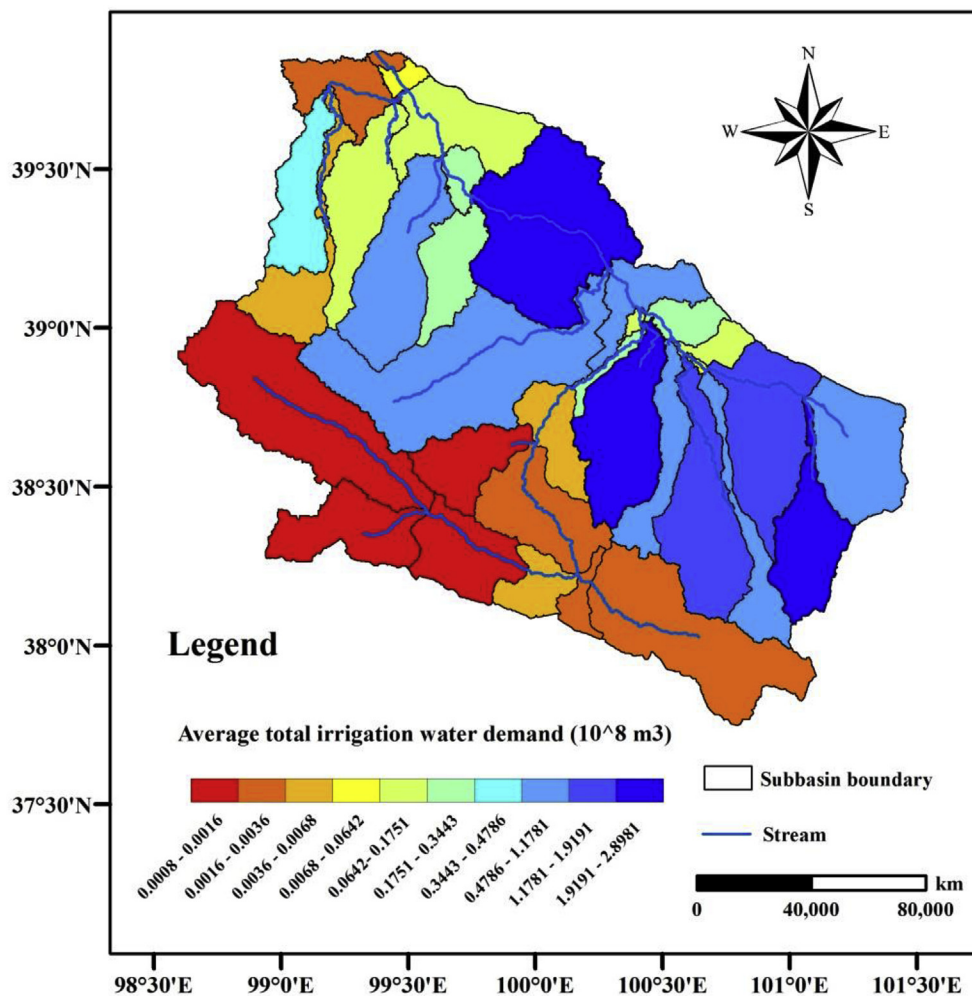 N
W E
S
39°30'N
39°0'N
38°30'N
38°0'N
37°30'N
Legend
Average total irrigation water demand (10^8 m3)
0.0008 - 0.0016
0.0016 - 0.0036
0.0036 - 0.0068
0.0068 - 0.0642
0.0642- 0.1751
0.1751 - 0.3443
0.3443 - 0.4786
0.4786 - 1.1781
1.1781 - 1.9191
1.9191 - 2.8981
Subbasin boundary
Stream
km
0 40,000 80,000
98°30'E 99°0'E 99°30'E 100°0'E 100°30'E 101°0'E 101°30'E